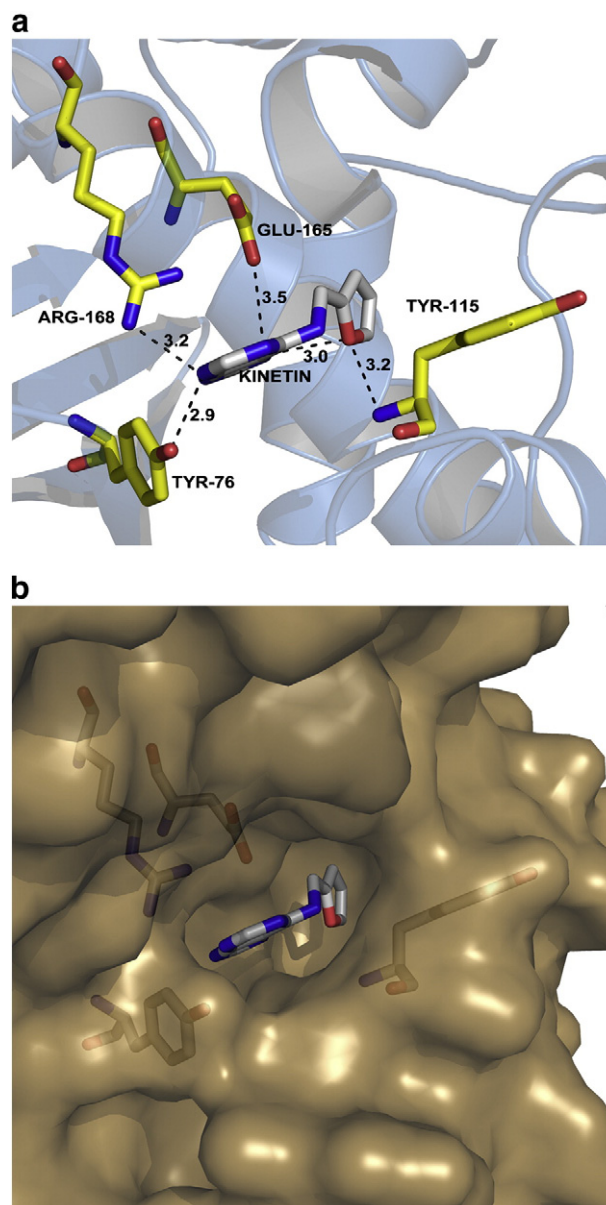 a
GLU-165
3.5
TYR-115
ARG-168
3.2
3.0
3.2
KINETIN
2.9
TYR-76
b